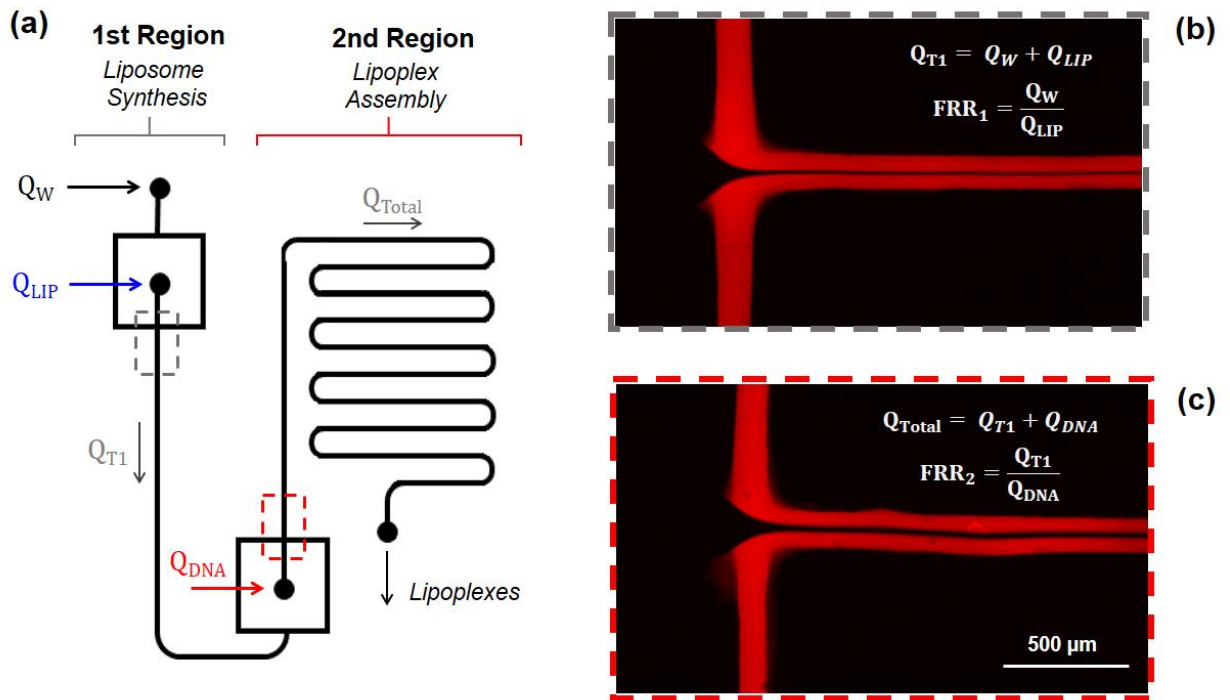 (a)
1st Region
Liposome
Synthesis
2nd Region
Lipoplex
Assembly
Q_W
Q_LIP
Q_T1
Q_Total
Q_DNA
Lipoplexes
(b)
Q_T1 = Q_W + Q_LIP
FRR_1 = Q_W / Q_LIP
(c)
Q_Total = Q_T1 + Q_DNA
FRR_2 = Q_T1 / Q_DNA
500 µm